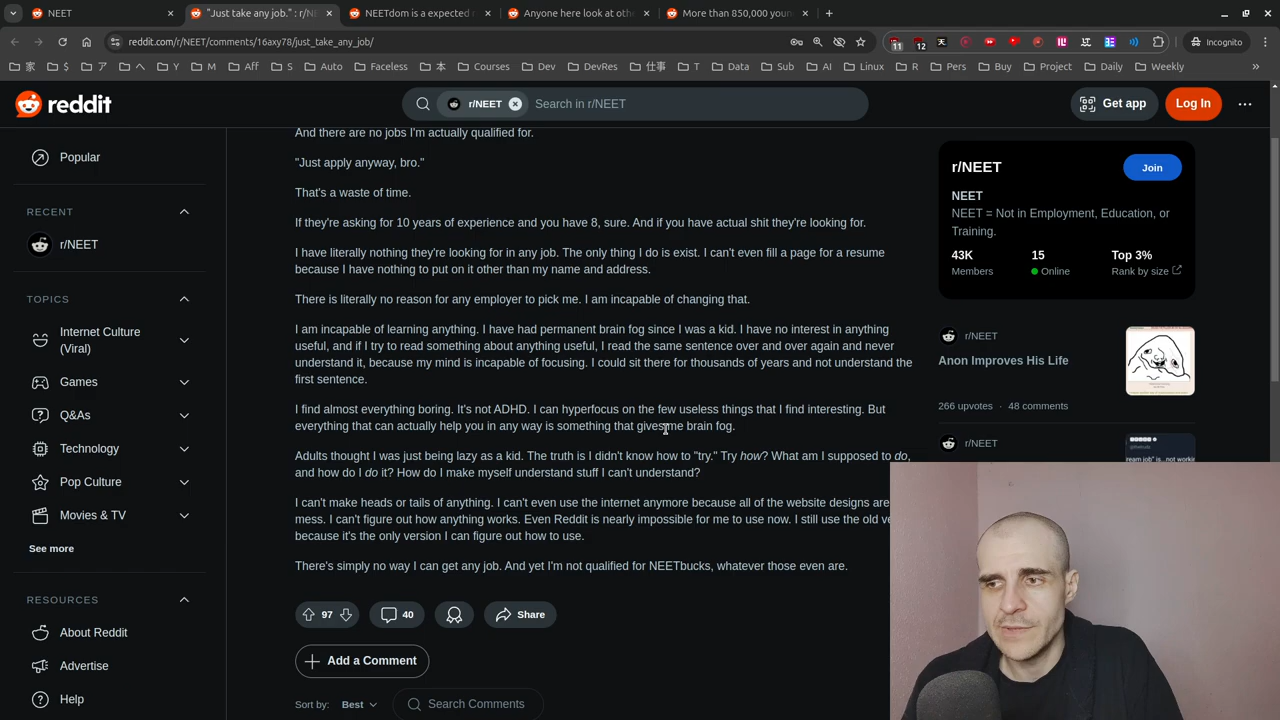 NEET
"Just take any job." : r/NE
NEETdom is a expected r
Anyone here look at oth
More than 850,000 youn
reddit.com/r/NEET/comments/16axy78/just_take_any_job/
11
12
Incognito
家
$
ア
へ
Y
M
Aff
S
Auto
Faceless
本
Courses
Dev
DevRes
仕事
T
Data
Sub
AI
Linux
R
Pers
Buy
Project
Daily
Weekly
reddit
r/NEET
Search in r/NEET
Get app
Log In
Popular
RECENT
r/NEET
TOPICS
Internet Culture
(Viral)
Games
Q&As
Technology
Pop Culture
Movies & TV
See more
RESOURCES
About Reddit
Advertise
Help
And there are no jobs I'm actually qualified for.
"Just apply anyway, bro."
That's a waste of time.
If they're asking for 10 years of experience and you have 8, sure. And if you have actual shit they're looking for.
I have literally nothing they're looking for in any job. The only thing I do is exist. I can't even fill a page for a resume
because I have nothing to put on it other than my name and address.
There is literally no reason for any employer to pick me. I am incapable of changing that.
I am incapable of learning anything. I have had permanent brain fog since I was a kid. I have no interest in anything
useful, and if I try to read something about anything useful, I read the same sentence over and over again and never
understand it, because my mind is incapable of focusing. I could sit there for thousands of years and not understand the
first sentence.
I find almost everything boring. It's not ADHD. I can hyperfocus on the few useless things that I find interesting. But
everything that can actually help you in any way is something that gives me brain fog.
Adults thought I was just being lazy as a kid. The truth is I didn't know how to "try." Try how? What am I supposed to do,
and how do I do it? How do I make myself understand stuff I can't understand?
I can't make heads or tails of anything. I can't even use the internet anymore because all of the website designs are
mess. I can't figure out how anything works. Even Reddit is nearly impossible for me to use now. I still use the old ve
because it's the only version I can figure out how to use.
There's simply no way I can get any job. And yet I'm not qualified for NEETbucks, whatever those even are.
97
40
Share
Add a Comment
Sort by:
Best
Search Comments
r/NEET
Join
NEET
NEET = Not in Employment, Education, or
Training.
43K
15
Top 3%
Members
Online
Rank by size
r/NEET
Anon Improves His Life
266 upvotes · 48 comments
r/NEET